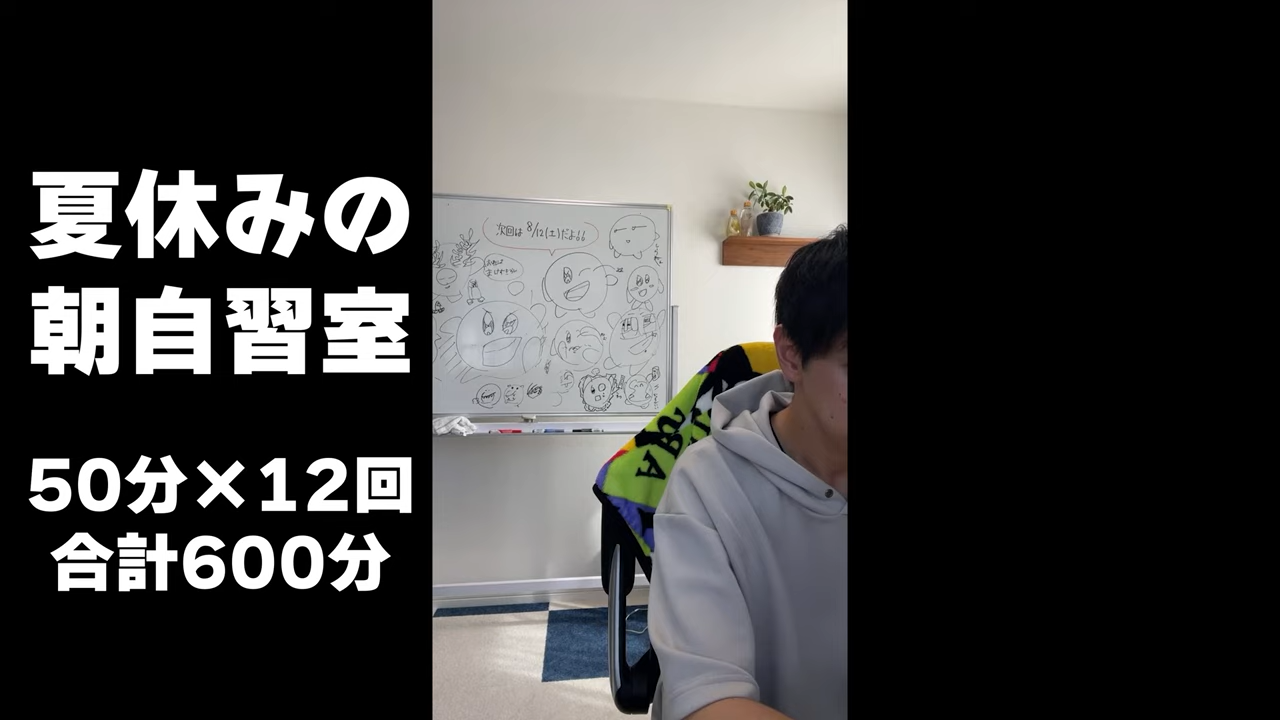 夏休みの
朝自習室
50分×12回
合計600分
次回は 8/12(土)だよ